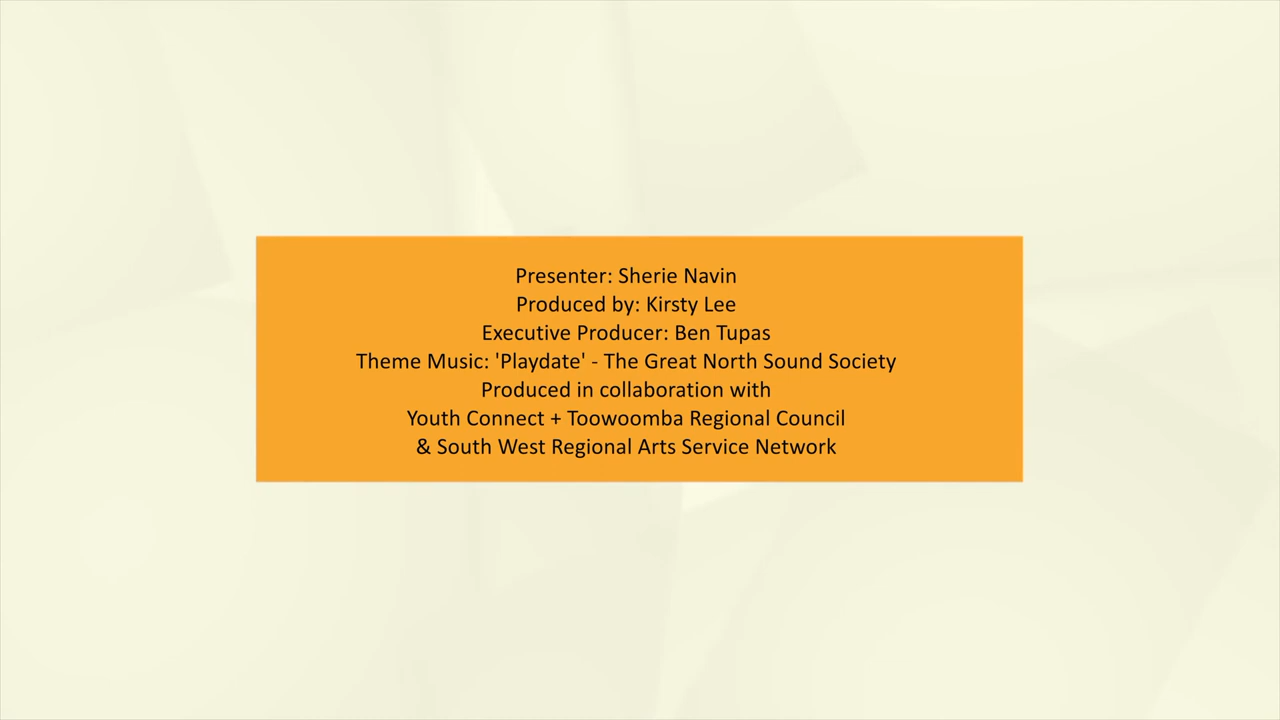 Presenter: Sherie Navin
Produced by: Kirsty Lee
Executive Producer: Ben Tupas
Theme Music: 'Playdate' - The Great North Sound Society
Produced in collaboration with
Youth Connect + Toowoomba Regional Council
& South West Regional Arts Service Network